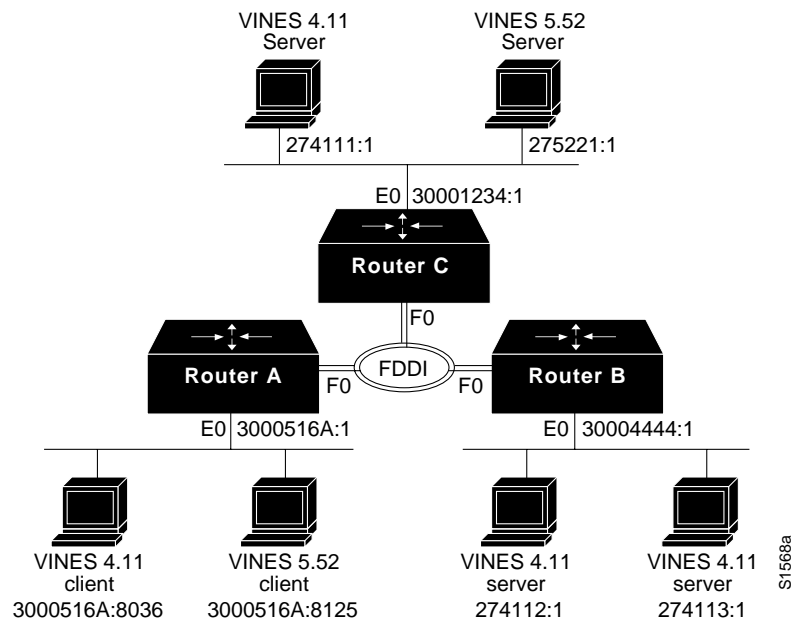 VINES 4.11
Server
VINES 5.52
Server
274111:1
275221:1
E0 30001234:1
Router C
F0
Router A
F0
FDDI
F0
Router B
E0 3000516A:1
E0 30004444:1
VINES 4.11
client
3000516A:8036
VINES 5.52
client
3000516A:8125
VINES 4.11
server
274112:1
VINES 4.11
server
274113:1
S1568a